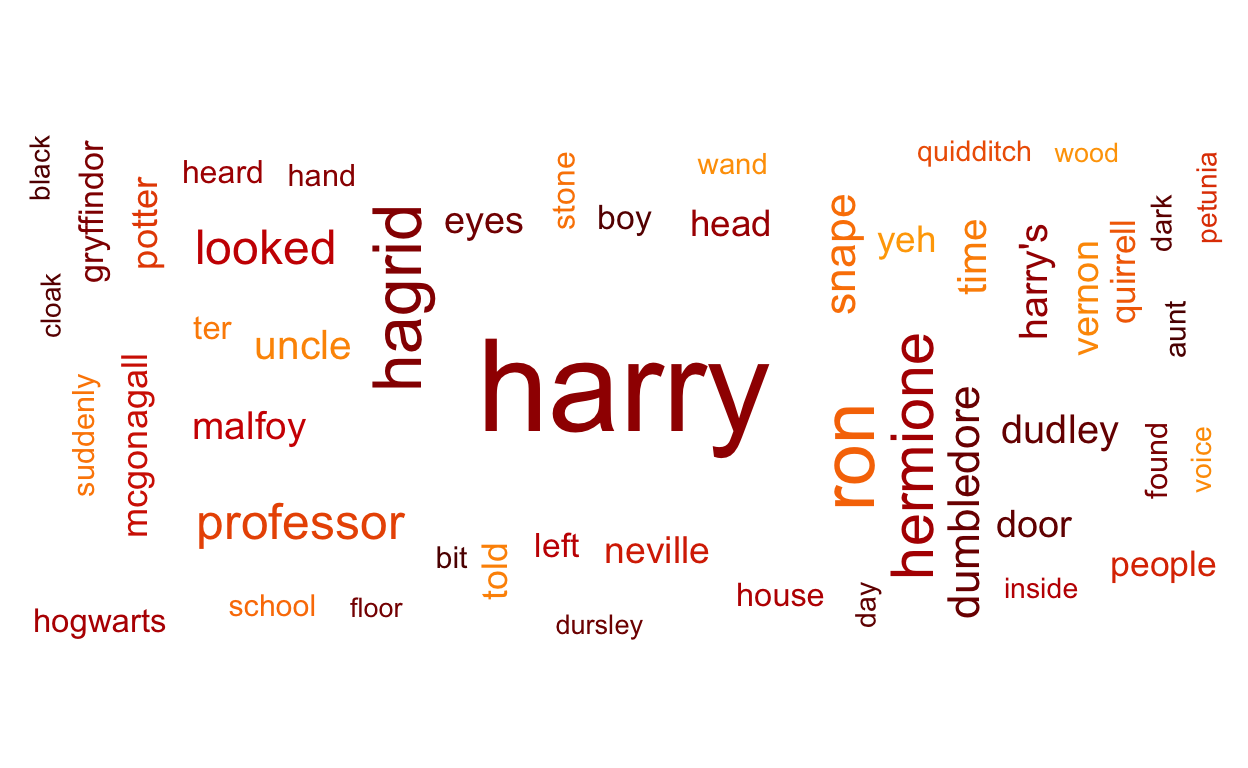 black
gryffindor
potter
heard
hand
looked
hagrid
eyes
stone
boy
wand
head
quidditch
wood
snape
yeh
time
harry's
vernon
quirrell
dark
petunia
cloak
ter
uncle
harry
aunt
suddenly
mcgonagall
malfoy
ron
hermione
dumbledore
dudley
found
voice
professor
bit
told
left
neville
door
people
hogwarts
school
floor
dursley
house
day
inside